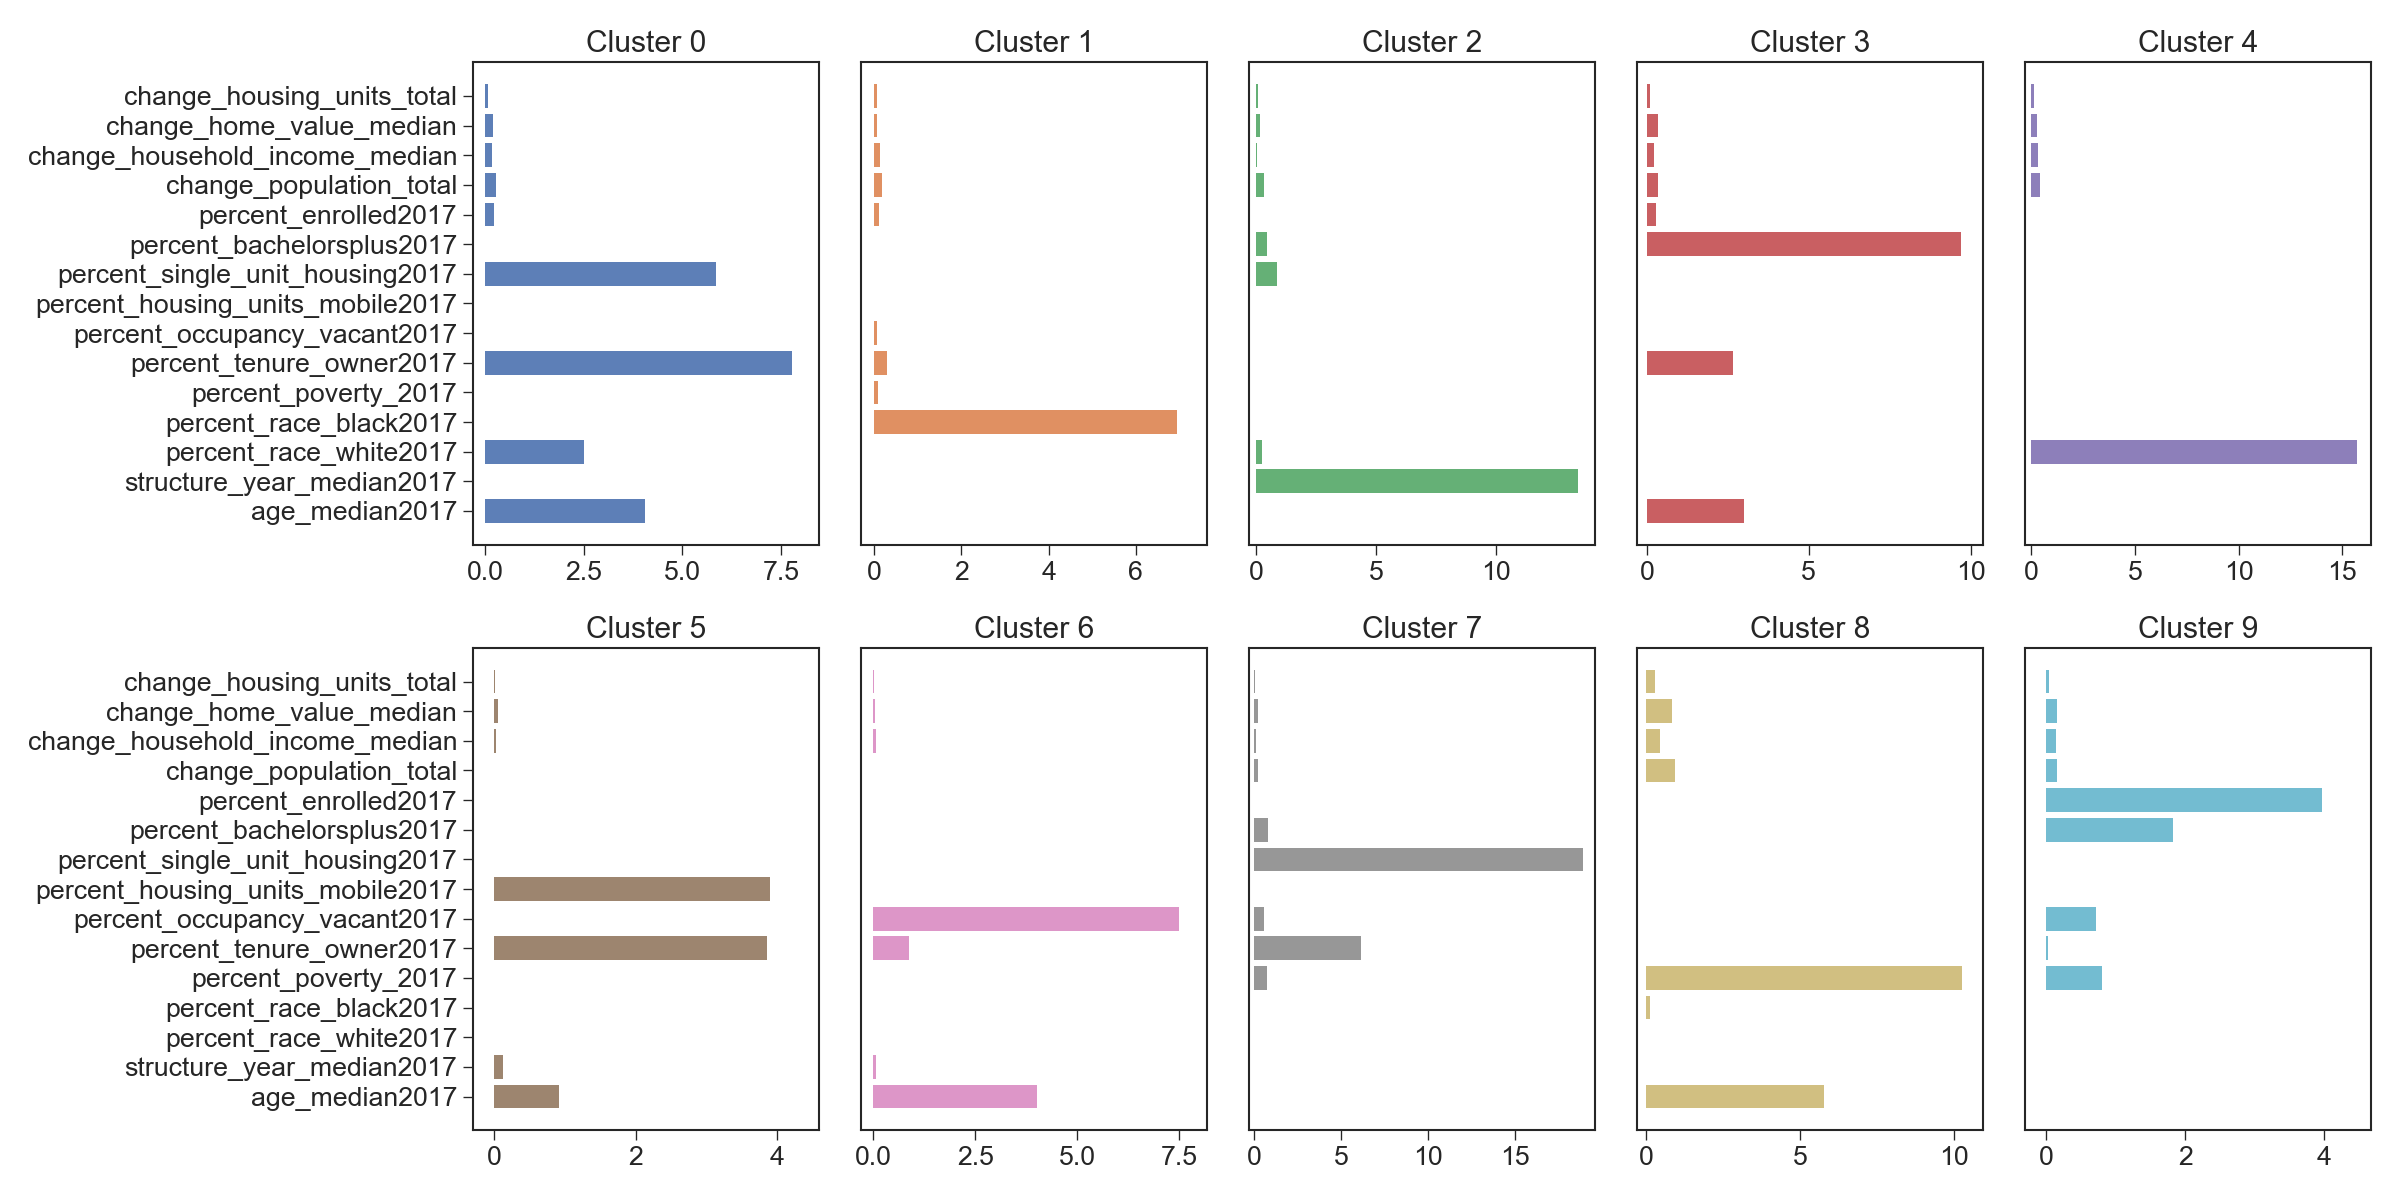 Cluster 0 Cluster 1 Cluster 2 Cluster 3 Cluster 4
change_housing_units_total
change_home_value_median
change_household_income_median
change_population_total
percent_enrolled2017
percent_bachelorsplus2017
percent_single_unit_housing2017
percent_housing_units_mobile2017
percent_occupancy_vacant2017
percent_tenure_owner2017
percent_poverty_2017
percent_race_black2017
percent_race_white2017
structure_year_median2017
age_median2017
0.0 2.5 5.0 7.5 0 2 4 6 0 5 10 0 5 10 0 5 10 15
Cluster 5 Cluster 6 Cluster 7 Cluster 8 Cluster 9
change_housing_units_total
change_home_value_median
change_household_income_median
change_population_total
percent_enrolled2017
percent_bachelorsplus2017
percent_single_unit_housing2017
percent_housing_units_mobile2017
percent_occupancy_vacant2017
percent_tenure_owner2017
percent_poverty_2017
percent_race_black2017
percent_race_white2017
structure_year_median2017
age_median2017
0 2 4 0.0 2.5 5.0 7.5 0 5 10 15 0 5 10 0 2 4